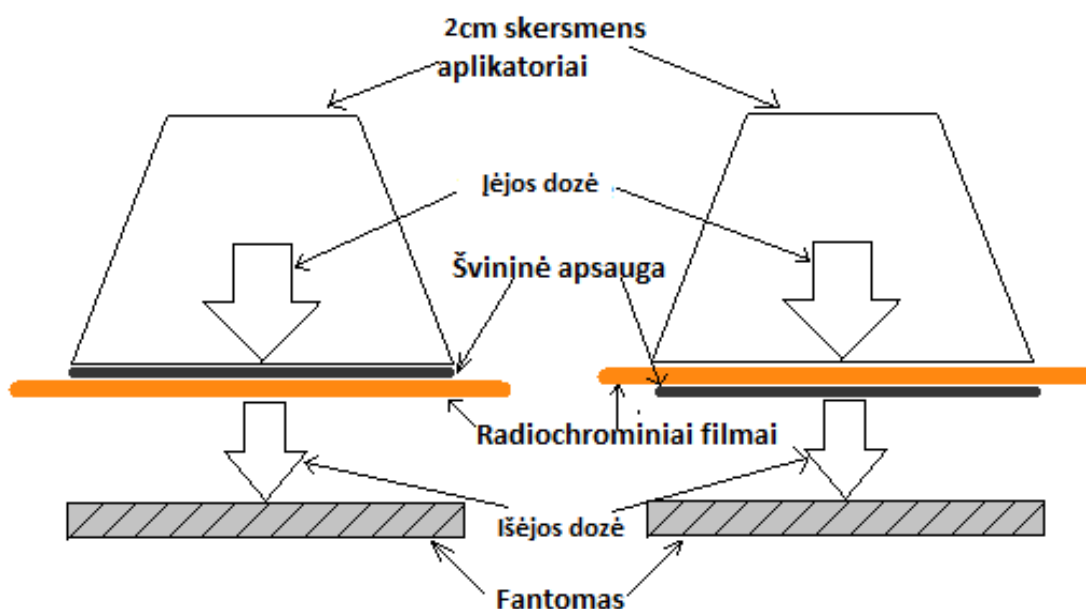 2cm skersmens
aplikatoriai
Įėjos dozė
Švininė apsauga
Radiochrominiai filmai
Išėjos dozė
Fantomas